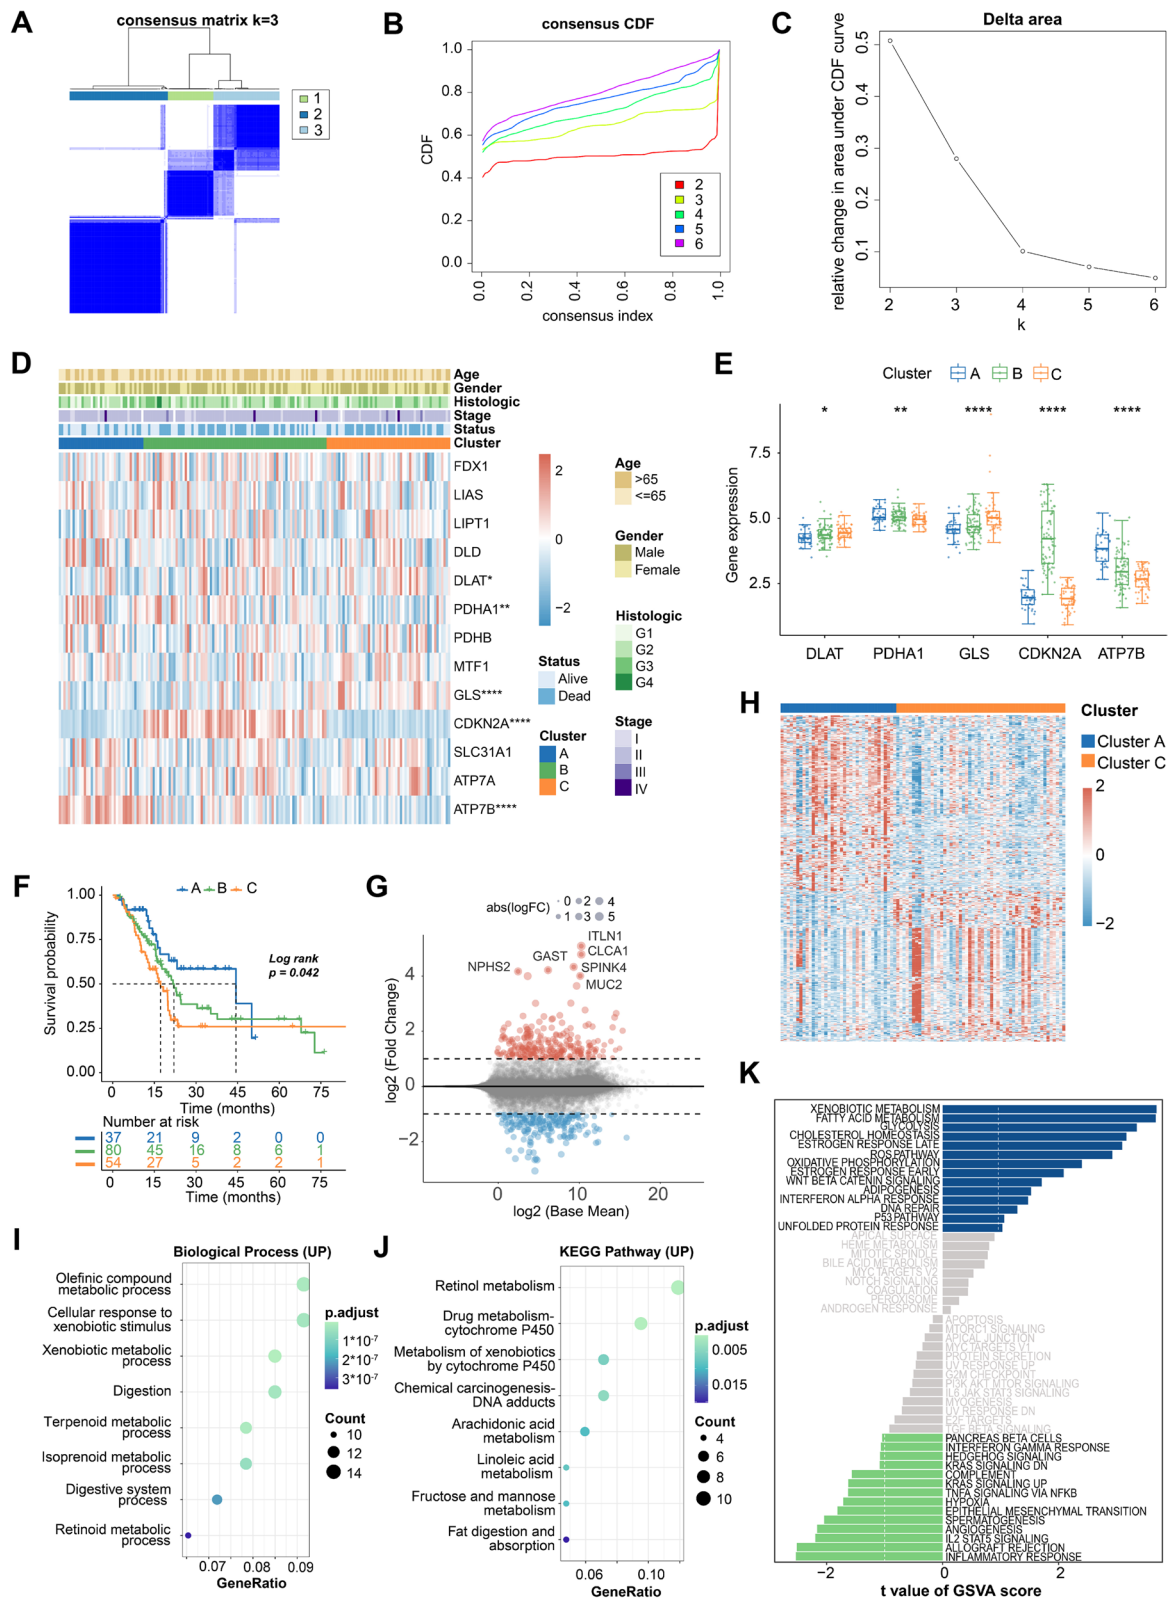 A
consensus matrix k=3
1
2
3
B
consensus CDF
CDF
1.0
0.8
0.6
0.4
0.2
0.0
2
3
4
5
6
0.0
0.2
0.4
0.6
0.8
1.0
consensus index
C
Delta area
relative change in area under CDF curve
0.5
0.4
0.3
0.2
0.1
2
3
4
5
6
k
D
Age
Gender
Histologic
Stage
Status
Cluster
FDX1
LIAS
LIPT1
DLD
DLAT*
PDHA1**
PDHB
MTF1
GLS****
CDKN2A****
SLC31A1
ATP7A
ATP7B****
2
0
−2
Status
Alive
Dead
Cluster
A
B
C
Age
>65
<=65
Gender
Male
Female
Histologic
G1
G2
G3
G4
Stage
I
II
III
IV
E
Cluster
A
B
C
*
**
****
****
****
Gene expression
7.5
5.0
2.5
DLAT
PDHA1
GLS
CDKN2A
ATP7B
F
A
B
C
Survival probability
1.00
0.75
0.50
0.25
0.00
Log rank
p = 0.042
0
15
30
45
60
75
Time (months)
Number at risk
37 21 9 2 0 0
80 45 16 8 6 1
54 27 5 2 2 1
0 15 30 45 60 75
Time (months)
G
abs(logFC)
0 2 4
1 3 5
ITLN1
CLCA1
GAST
NPHS2
SPINK4
MUC2
log2 (Fold Change)
4
2
0
−2
0
10
20
log2 (Base Mean)
H
Cluster
Cluster A
Cluster C
2
1
0
−2
I
Biological Process (UP)
Olefinic compound
metabolic process
Cellular response to
xenobiotic stimulus
Xenobiotic metabolic
process
Digestion
Terpenoid metabolic
process
Isoprenoid metabolic
process
Digestive system
process
Retinoid metabolic
process
0.07
0.08
0.09
GeneRatio
p.adjust
1*10-7
2*10-7
3*10-7
Count
10
12
14
J
KEGG Pathway (UP)
Retinol metabolism
Drug metabolism-
cytochrome P450
Metabolism of xenobiotics
by cytochrome P450
Chemical carcinogenesis-
DNA adducts
Arachidonic acid
metabolism
Linoleic acid
metabolism
Fructose and mannose
metabolism
Fat digestion and
absorption
0.06
0.10
GeneRatio
p.adjust
0.005
0.015
Count
4
6
8
10
K
XENOBIOTIC METABOLISM
FATTY ACID METABOLISM
GLYCOLYSIS
CHOLESTEROL HOMEOSTASIS
ESTROGEN RESPONSE LATE
ROS PATHWAY
OXIDATIVE PHOSPHORYLATION
ESTROGEN RESPONSE EARLY
WNT BETA CATENIN SIGNALING
ADIPOGENESIS
INTERFERON ALPHA RESPONSE
DNA REPAIR
P53 PATHWAY
UNFOLDED PROTEIN RESPONSE
APICAL SURFACE
HEME METABOLISM
MITOTIC SPINDLE
BILE ACID METABOLISM
MYC TARGETS V2
NOTCH SIGNALING
COAGULATION
PEROXISOME
ANDROGEN RESPONSE
APOPTOSIS
MTORC1 SIGNALING
APICAL JUNCTION
MYC TARGETS V1
PROTEIN SECRETION
UV RESPONSE UP
G2M CHECKPOINT
PI3K AKT MTOR SIGNALING
IL6 JAK STAT3 SIGNALING
MYOGENESIS
UV RESPONSE DN
E2F TARGETS
TGF BETA SIGNALING
PANCREAS BETA CELLS
INTERFERON GAMMA RESPONSE
HEDGEHOG SIGNALING
KRAS SIGNALING DN
COMPLEMENT
KRAS SIGNALING UP
TNFA SIGNALING VIA NFKB
HYPOXIA
EPITHELIAL MESENCHYMAL TRANSITION
SPERMATOGENESIS
ANGIOGENESIS
IL2 STAT5 SIGNALING
ALLOGRAFT REJECTION
INFLAMMATORY RESPONSE
−2
0
2
t value of GSVA score